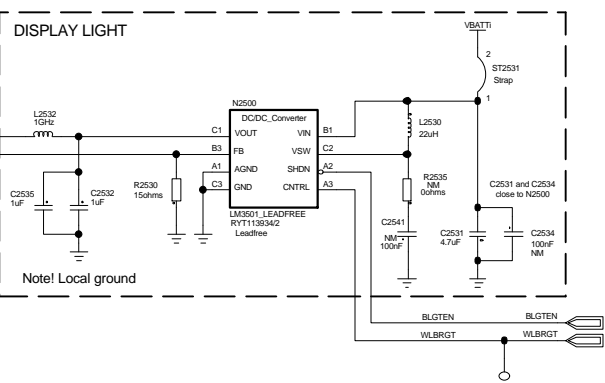 DISPLAY LIGHT
VBATTi
2
ST2531
Strap
1
L2532
1GHz
N2500
DC/DC_Converter
C1 VOUT VIN B1
B3 FB VSW C2
A1 AGND SHDN A2
C3 GND CNTRL A3
LM3501_LEADFREE
RYT113934/2
Leadfree
L2530
22uH
R2530
15ohms
R2535
NM
0ohms
C2531 and C2534
close to N2500
C2535
1uF
C2532
1uF
C2541
NM
100nF
C2531
4.7uF
C2534
100nF
NM
Note! Local ground
BLGTEN BLGTEN
WLBRGT WLBRGT